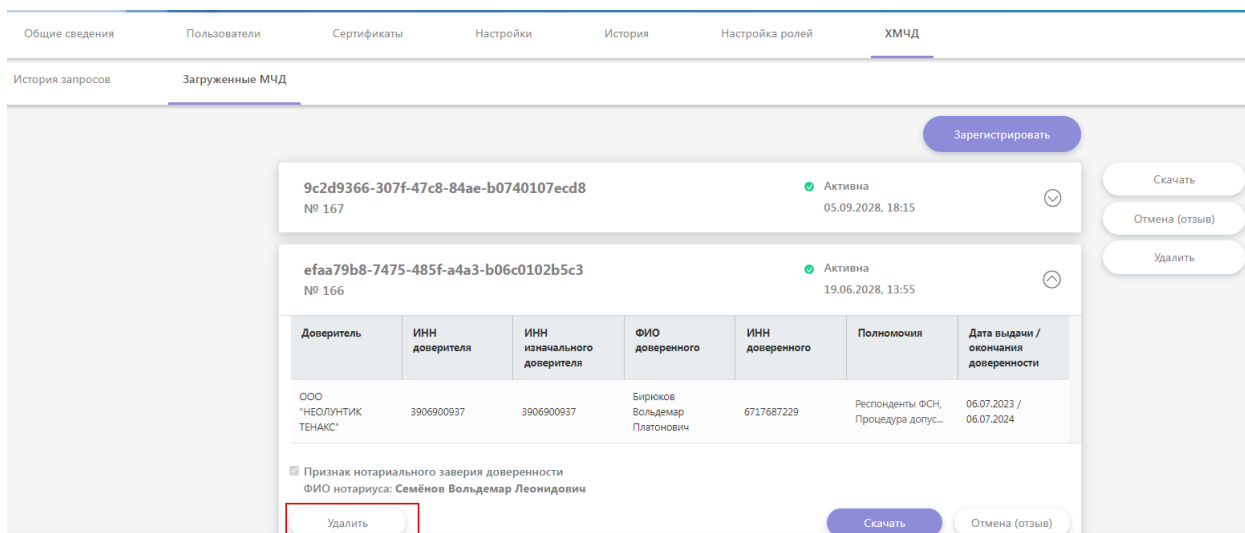 Общие сведения Пользователи Сертификаты Настройки История Настройка ролей ХМЧД
История запросов Загруженные МЧД
Зарегистрировать
9c2d9366-307f-47c8-84ae-b0740107ecd8
№ 167
Активна
05.09.2028, 18:15
Скачать
Отмена (отзыв)
Удалить
efaa79b8-7475-485f-a4a3-b06c0102b5c3
№ 166
Активна
19.06.2028, 13:55
Доверитель
ИНН
доверителя
ИНН
изначального
доверителя
ФИО
доверенного
ИНН
доверенного
Полномочия
Дата выдачи /
окончания
доверенности
ООО
"НЕОЛУНТИК
ТЕНАКС"
3906900937
3906900937
Бирюков
Вольдемар
Платонович
6717687229
Респонденты ФСН,
Процедура допус...
06.07.2023 /
06.07.2024
Признак нотариального заверия доверенности
ФИО нотариуса: Семёнов Вольдемар Леонидович
Удалить Скачать Отмена (отзыв)